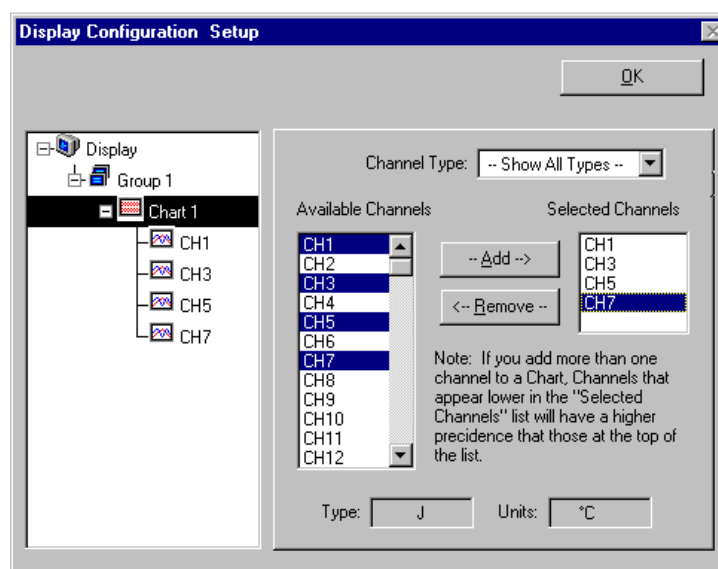 Display Configuration Setup
OK
Display
Group 1
Chart 1
CH1
CH3
CH5
CH7
Channel Type: -- Show All Types --
Available Channels
CH1
CH2
CH3
CH4
CH5
CH6
CH7
CH8
CH9
CH10
CH11
CH12
-- Add -->
<-- Remove --
Selected Channels
CH1
CH3
CH5
CH7
Note: If you add more than one
channel to a Chart, Channels that
appear lower in the "Selected
Channels" list will have a higher
precidence that those at the top of
the list.
Type: J Units: °C